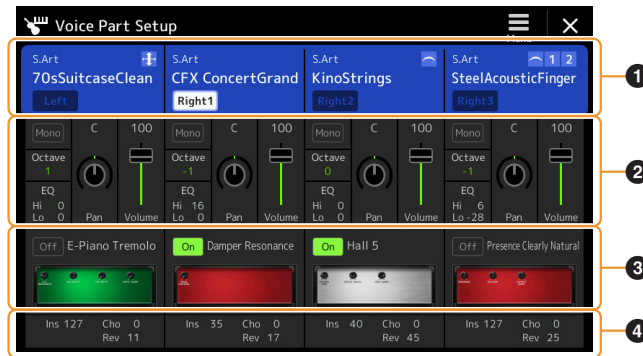 Voice Part Setup
S.Art S.Art S.Art S.Art 1 2
70sSuitcaseClean CFX ConcertGrand KinoStrings SteelAcousticFinger
Left Right1 Right2 Right3
1
Mono C 100 Mono C 100 Mono C 100 Mono C 100
Octave Octave Octave Octave
1 -1 0 -1
EQ EQ EQ EQ
Hi 0 Hi 16 Hi 0 Hi 6
Lo 0 Pan Volume Lo 0 Pan Volume Lo 0 Pan Volume Lo -28 Pan Volume
2
Off E-Piano Tremolo On Damper Resonance On Hall 5 Off Presence Clearly Natural
3
Ins 127 Cho 0 Ins 35 Cho 0 Ins 40 Cho 0 Ins 127 Cho 0
Rev 11 Rev 17 Rev 45 Rev 25
4